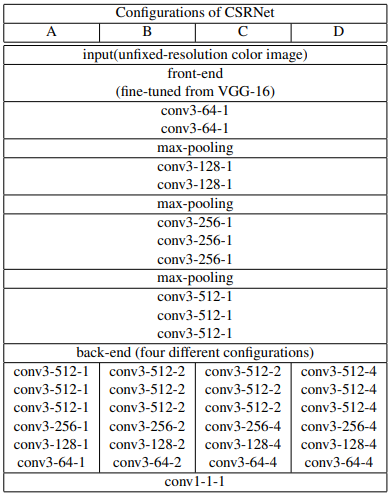 Configurations of CSRNet
A B C D
input(unfixed-resolution color image)
front-end
(fine-tuned from VGG-16)
conv3-64-1
conv3-64-1
max-pooling
conv3-128-1
conv3-128-1
max-pooling
conv3-256-1
conv3-256-1
conv3-256-1
max-pooling
conv3-512-1
conv3-512-1
conv3-512-1
back-end (four different configurations)
conv3-512-1 conv3-512-2 conv3-512-2 conv3-512-4
conv3-512-1 conv3-512-2 conv3-512-2 conv3-512-4
conv3-512-1 conv3-512-2 conv3-512-2 conv3-512-4
conv3-256-1 conv3-256-2 conv3-256-4 conv3-256-4
conv3-128-1 conv3-128-2 conv3-128-4 conv3-128-4
conv3-64-1 conv3-64-2 conv3-64-4 conv3-64-4
conv1-1-1